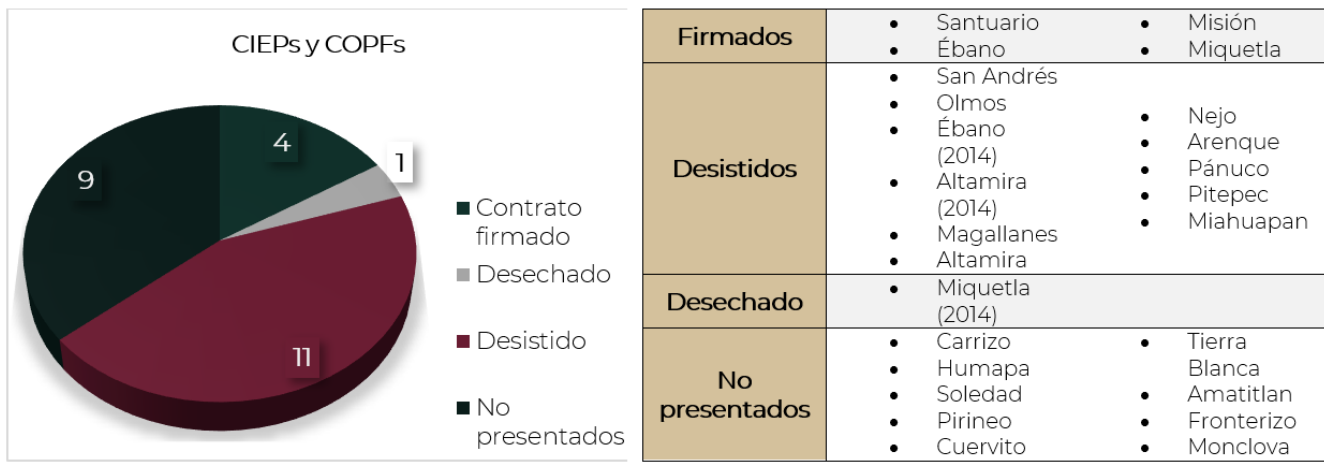 CIEPs y COPFs
4
1
9
11
Contrato
firmado
Desechado
Desistido
No
presentados
Firmados
• Santuario
• Ébano
• Misión
• Miquetla
Desistidos
• San Andrés
• Olmos
• Ébano
(2014)
• Altamira
(2014)
• Magallanes
• Altamira
• Nejo
• Arenque
• Pánuco
• Pitepec
• Miahuapan
Desechado
• Miquetla
(2014)
No
presentados
• Carrizo
• Humapa
• Soledad
• Pirineo
• Cuervito
• Tierra
Blanca
• Amatitlan
• Fronterizo
• Monclova